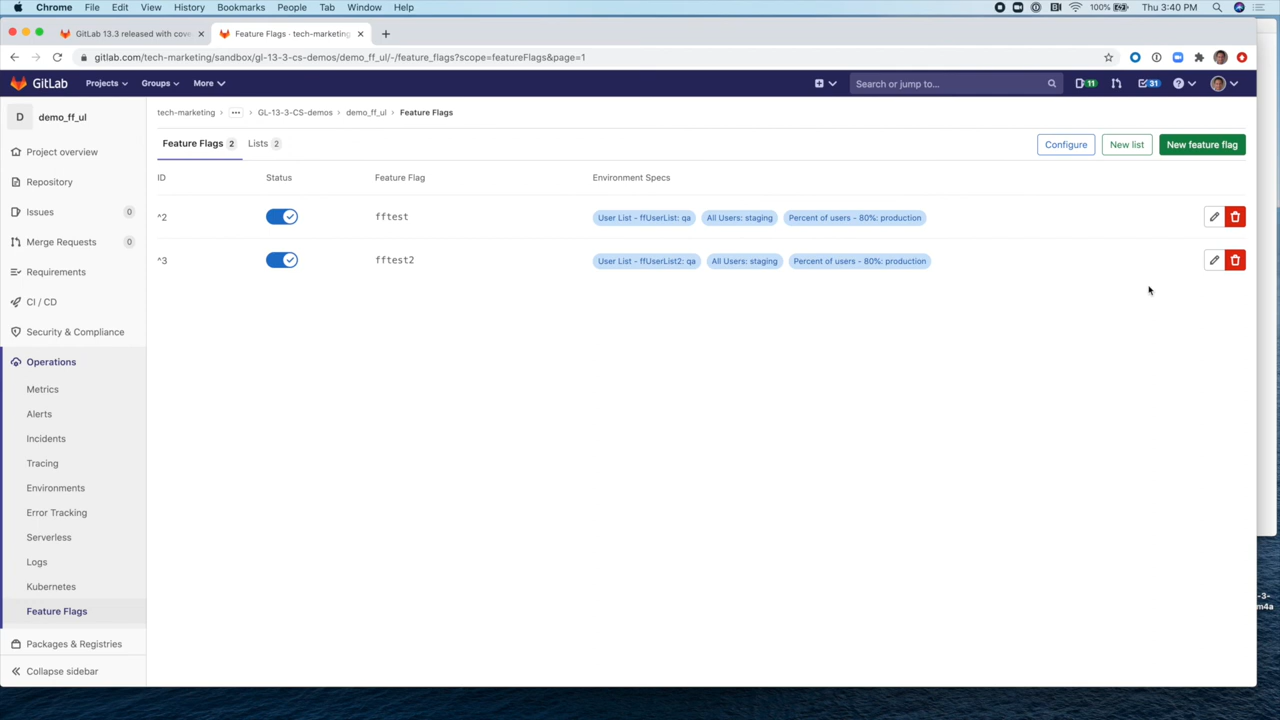 Chrome File Edit View History Bookmarks People Tab Window Help 100% Thu 3:40 PM
GitLab 13.3 released with cove Feature Flags · tech-marketing
gitlab.com/tech-marketing/sandbox/gl-13-3-cs-demos/demo_ff_ul/-/feature_flags?scope=featureFlags&page=1
GitLab Projects Groups More Search or jump to... 11 31
D demo_ff_ul
tech-marketing ... GL-13-3-CS-demos demo_ff_ul Feature Flags
Feature Flags 2 Lists 2 Configure New list New feature flag
ID Status Feature Flag Environment Specs
^2 fftest User List - ffUserList: qa All Users: staging Percent of users - 80%: production
^3 fftest2 User List - ffUserList2: qa All Users: staging Percent of users - 80%: production
Project overview
Repository
Issues 0
Merge Requests 0
Requirements
CI / CD
Security & Compliance
Operations
Metrics
Alerts
Incidents
Tracing
Environments
Error Tracking
Serverless
Logs
Kubernetes
Feature Flags
Packages & Registries
Collapse sidebar
-3-
m4a